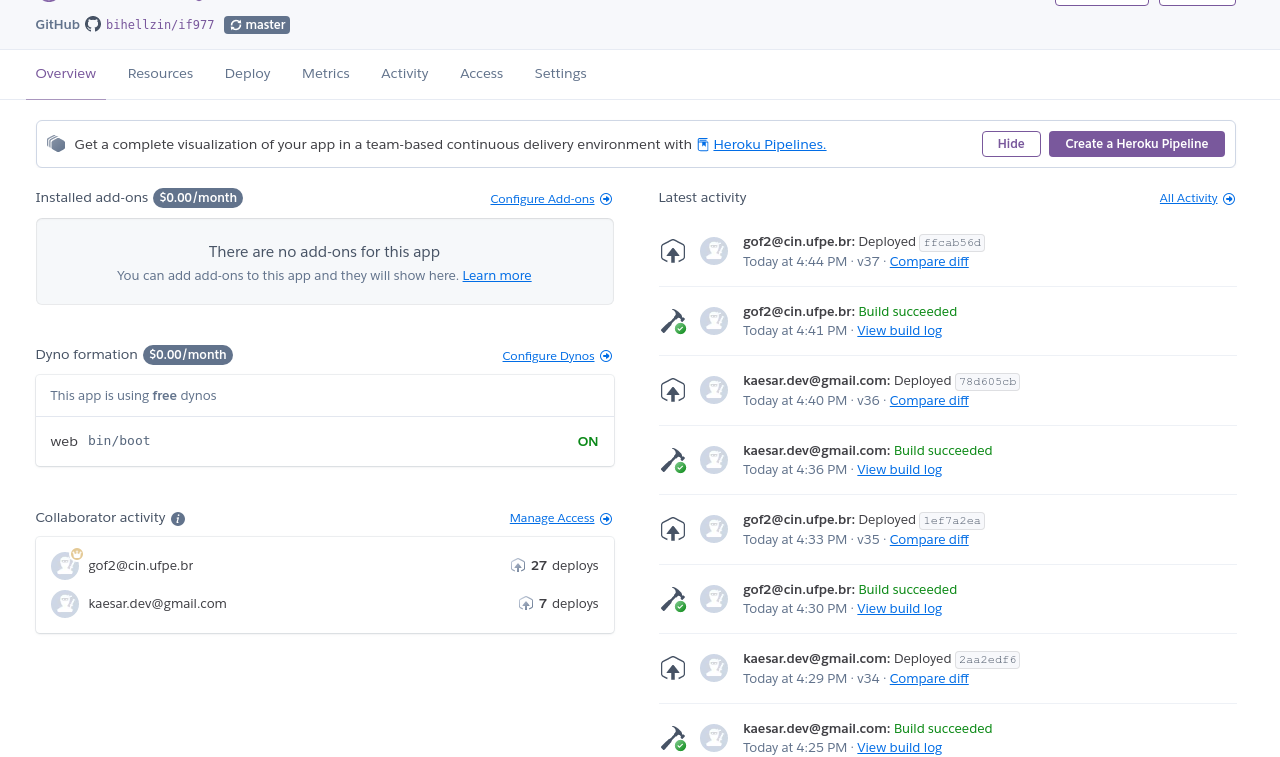 GitHub bihellzin/if977 master
Overview Resources Deploy Metrics Activity Access Settings
Get a complete visualization of your app in a team-based continuous delivery environment with Heroku Pipelines. Hide Create a Heroku Pipeline
Installed add-ons $0.00/month Configure Add-ons
There are no add-ons for this app
You can add add-ons to this app and they will show here. Learn more
Dyno formation $0.00/month Configure Dynos
This app is using free dynos
web bin/boot ON
Collaborator activity Manage Access
gof2@cin.ufpe.br 27 deploys
kaesar.dev@gmail.com 7 deploys
Latest activity All Activity
gof2@cin.ufpe.br: Deployed ffcab56d
Today at 4:44 PM · v37 · Compare diff
gof2@cin.ufpe.br: Build succeeded
Today at 4:41 PM · View build log
kaesar.dev@gmail.com: Deployed 78d605cb
Today at 4:40 PM · v36 · Compare diff
kaesar.dev@gmail.com: Build succeeded
Today at 4:36 PM · View build log
gof2@cin.ufpe.br: Deployed 1ef7a2ea
Today at 4:33 PM · v35 · Compare diff
gof2@cin.ufpe.br: Build succeeded
Today at 4:30 PM · View build log
kaesar.dev@gmail.com: Deployed 2aa2edf6
Today at 4:29 PM · v34 · Compare diff
kaesar.dev@gmail.com: Build succeeded
Today at 4:25 PM · View build log